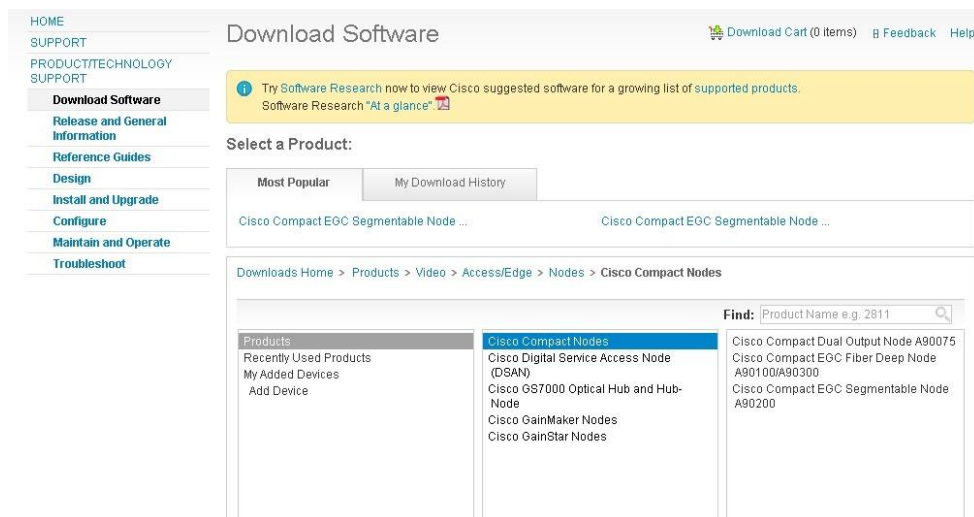 HOME
SUPPORT
PRODUCT/TECHNOLOGY
SUPPORT
Download Software
Release and General
Information
Reference Guides
Design
Install and Upgrade
Configure
Maintain and Operate
Troubleshoot
Download Software
Download Cart (0 items) Feedback Help
Try Software Research now to view Cisco suggested software for a growing list of supported products.
Software Research "At a glance".
Select a Product:
Most Popular
My Download History
Cisco Compact EGC Segmentable Node ...
Cisco Compact EGC Segmentable Node ...
Downloads Home > Products > Video > Access/Edge > Nodes > Cisco Compact Nodes
Find: Product Name e.g. 2811
Products
Recently Used Products
My Added Devices
Add Device
Cisco Compact Nodes
Cisco Digital Service Access Node
(DSAN)
Cisco GS7000 Optical Hub and Hub-
Node
Cisco GainMaker Nodes
Cisco GainStar Nodes
Cisco Compact Dual Output Node A90075
Cisco Compact EGC Fiber Deep Node
A90100/A90300
Cisco Compact EGC Segmentable Node
A90200